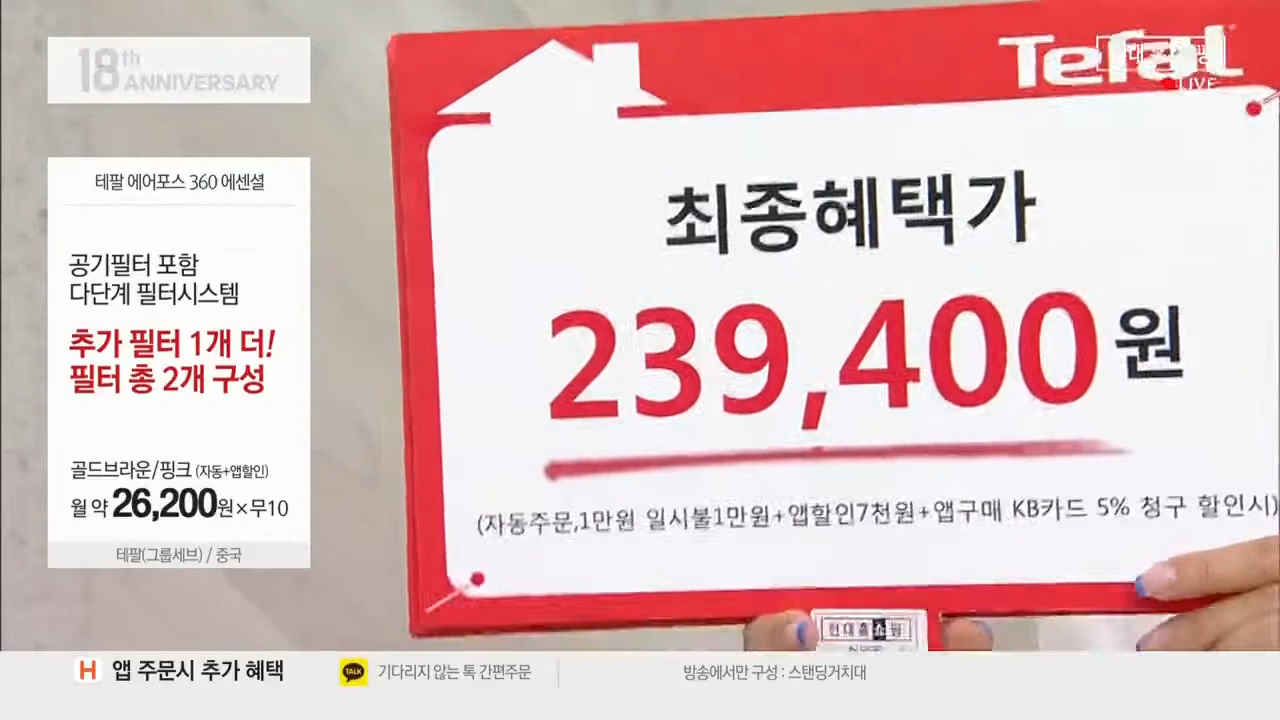 18th ANNIVERSARY
테팔 에어포스 360 에센셜
공기필터 포함
다단계 필터시스템
추가 필터 1개 더!
필터 총 2개 구성
골드브라운/핑크 (자동+앱할인)
월 약 26,200원×무10
테팔(그룹세브) / 중국
Tefal
LIVE
최종혜택가
239,400원
(자동주문,1만원 일시불1만원+앱할인7천원+앱구매 KB카드 5% 청구 할인시)
현대홈쇼핑
H 앱 주문시 추가 혜택
TALK 기다리지 않는 톡 간편주문
방송에서만 구성 : 스탠딩거치대